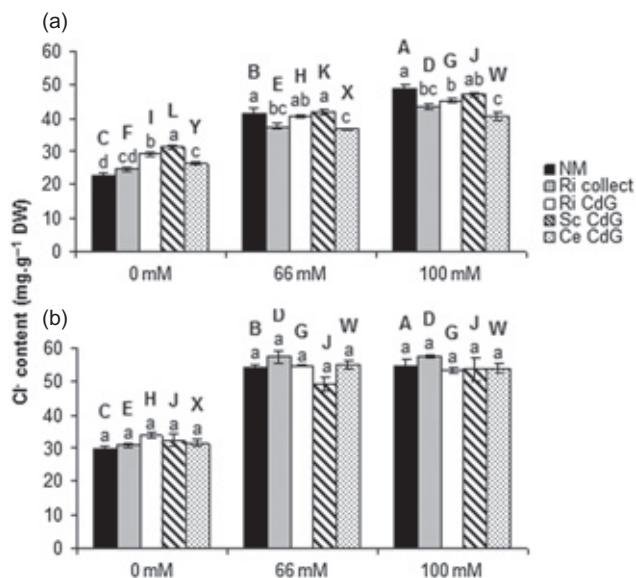 (a)
60
50
40
30
20
10
0
C F I L Y
d cd b a c
B E H K X
a bc ab a c
A D G J W
a bc b ab c
0 mM 66 mM 100 mM
NM
Ri collect
Ri CdG
Sc CdG
Ce CdG
Cl- content (mg.g⁻¹ DW)
(b)
60
50
40
30
20
10
0
C E H J X
a a a a a
B D G J W
a a a a a
A D G J W
a a a a a
0 mM 66 mM 100 mM